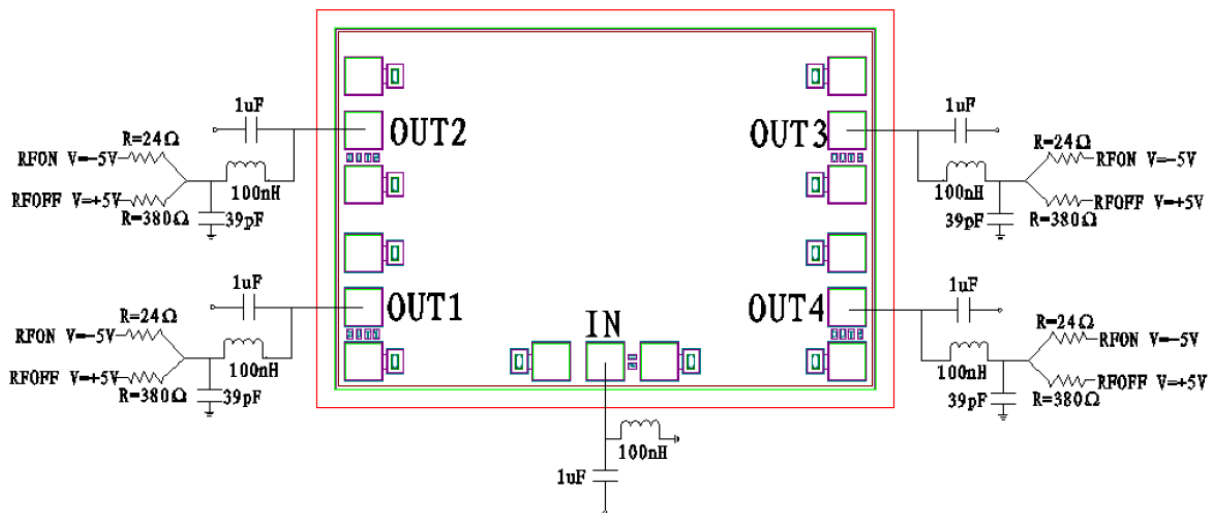 1uF
R=24Ω
RFON V=-5V
OUT2
100nH
RFOFF V=+5V
R=380Ω
39pF
1uF
OUT3
R=24Ω
RFON V=-5V
100nH
RFOFF V=+5V
39pF
R=380Ω
1uF
R=24Ω
RFON V=-5V
OUT1
100nH
RFOFF V=+5V
R=380Ω
39pF
1uF
OUT4
R=24Ω
RFON V=-5V
100nH
RFOFF V=+5V
39pF
R=380Ω
IN
100nH
1uF